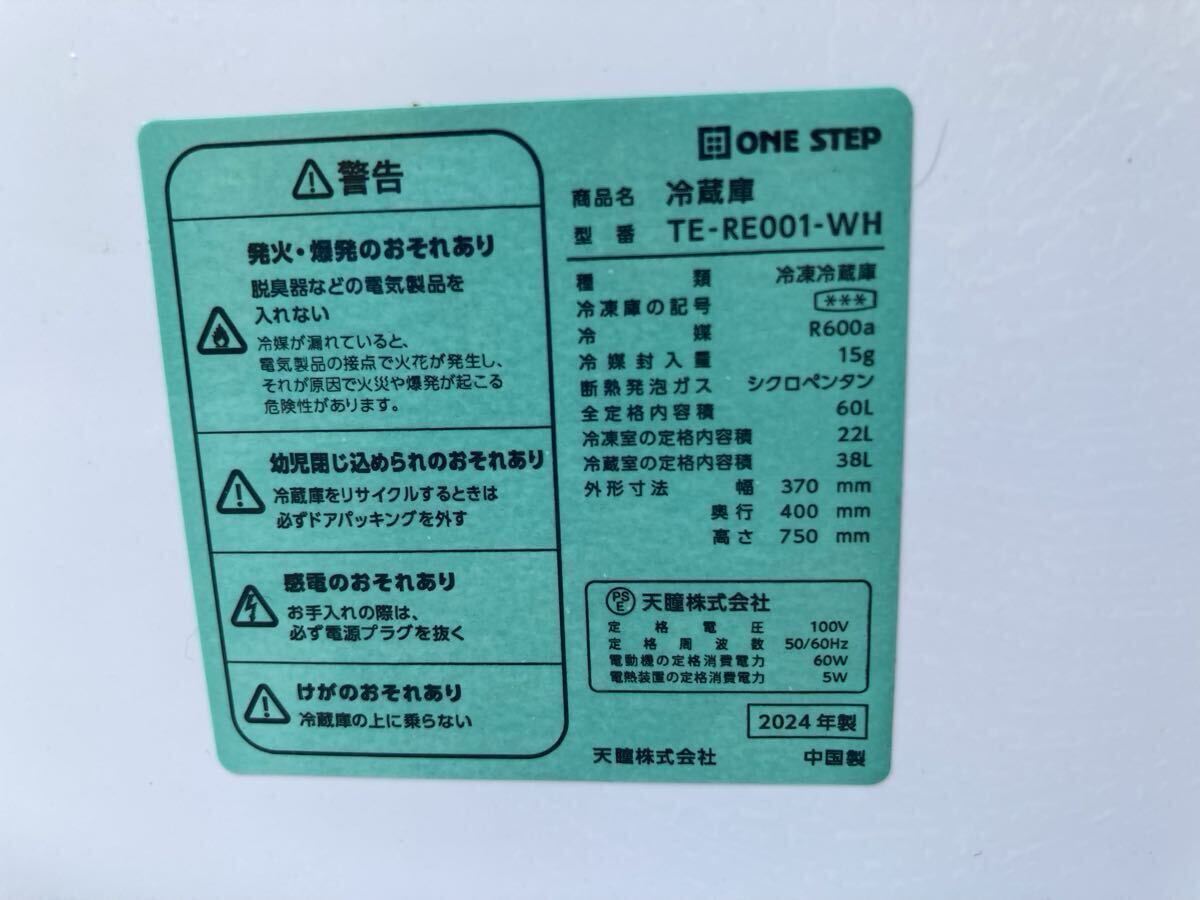 警告
発火・爆発のおそれあり
脱臭器などの電気製品を
入れない
冷媒が漏れていると、
電気製品の接点で火花が発生し、
それが原因で火災や爆発が起こる
危険性があります。
幼児閉じ込められのおそれあり
冷蔵庫をリサイクルするときは
必ずドアパッキングを外す
感電のおそれあり
お手入れの際は、
必ず電源プラグを抜く
けがのおそれあり
冷蔵庫の上に乗らない
ONE STEP
商品名 冷蔵庫
型番 TE-RE001-WH
種類 冷凍冷蔵庫
冷凍庫の記号 ***
冷媒 R600a
冷媒封入量 15g
断熱発泡ガス シクロペンタン
全定格内容積 60L
冷凍室の定格内容積 22L
冷蔵室の定格内容積 38L
外形寸法 幅 370 mm
奥行 400 mm
高さ 750 mm
PSE 天瞳株式会社
定格電圧 100V
定格周波数 50/60Hz
電動機の定格消費電力 60W
電熱装置の定格消費電力 5W
2024年製
天瞳株式会社 中国製